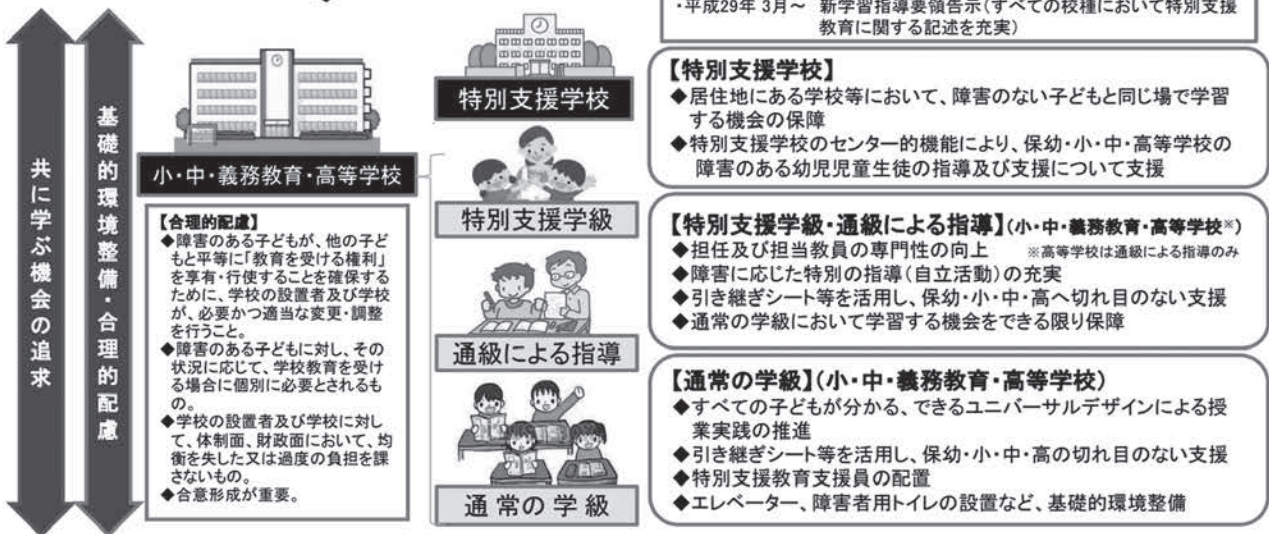 ・平成29年 3月～ 新学習指導要領告示(すべての校種において特別支援
教育に関する記述を充実)
共に学ぶ機会の追求
基礎的環境整備・合理的配慮
小・中・義務教育・高等学校
【合理的配慮】
◆障害のある子どもが、他の子ど
もと平等に「教育を受ける権利」
を享有・行使することを確保する
ために、学校の設置者及び学校
が、必要かつ適当な変更・調整
を行うこと。
◆障害のある子どもに対し、その
状況に応じて、学校教育を受け
る場合に個別に必要とされるも
の。
◆学校の設置者及び学校に対し
て、体制面、財政面において、均
衡を失した又は過度の負担を課
さないもの。
◆合意形成が重要。
特別支援学校
特別支援学級
通級による指導
通常の学級
【特別支援学校】
◆居住地にある学校等において、障害のない子どもと同じ場で学習
する機会の保障
◆特別支援学校のセンター的機能により、保幼・小・中・高等学校の
障害のある幼児児童生徒の指導及び支援について支援
【特別支援学級・通級による指導】(小・中・義務教育・高等学校※)
◆担任及び担当教員の専門性の向上 ※高等学校は通級による指導のみ
◆障害に応じた特別の指導(自立活動)の充実
◆引き継ぎシート等を活用し、保幼・小・中・高へ切れ目のない支援
◆通常の学級において学習する機会をできる限り保障
【通常の学級】(小・中・義務教育・高等学校)
◆すべての子どもが分かる、できるユニバーサルデザインによる授
業実践の推進
◆引き継ぎシート等を活用し、保幼・小・中・高の切れ目のない支援
◆特別支援教育支援員の配置
◆エレベーター、障害者用トイレの設置など、基礎的環境整備